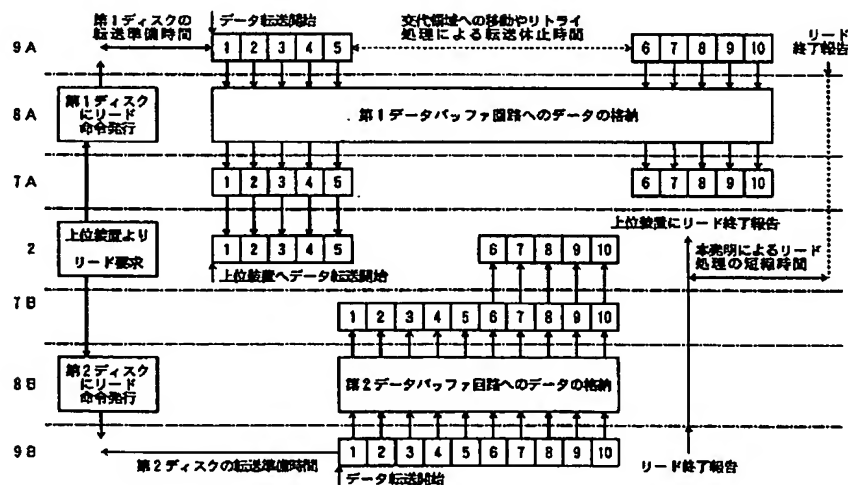 第1ディスクの
転送準備時間
データ転送開始
交代領域への移動やリトライ
処理による転送休止時間
リード
終了報告
9A
1 2 3 4 5
6 7 8 9 10
8A
第1ディスク
にリード
命令発行
第1データバッファ回路へのデータの格納
7A
1 2 3 4 5
6 7 8 9 10
2
上位装置より
リード要求
1 2 3 4 5
上位装置へデータ転送開始
6 7 8 9 10
上位装置にリード終了報告
本発明によるリード
処理の短縮時間
7B
1 2 3 4 5 6 7 8 9 10
8B
第2ディスク
にリード
命令発行
第2データバッファ回路へのデータの格納
9B
第2ディスクの転送準備時間
1 2 3 4 5 6 7 8 9 10
データ転送開始
リード終了報告